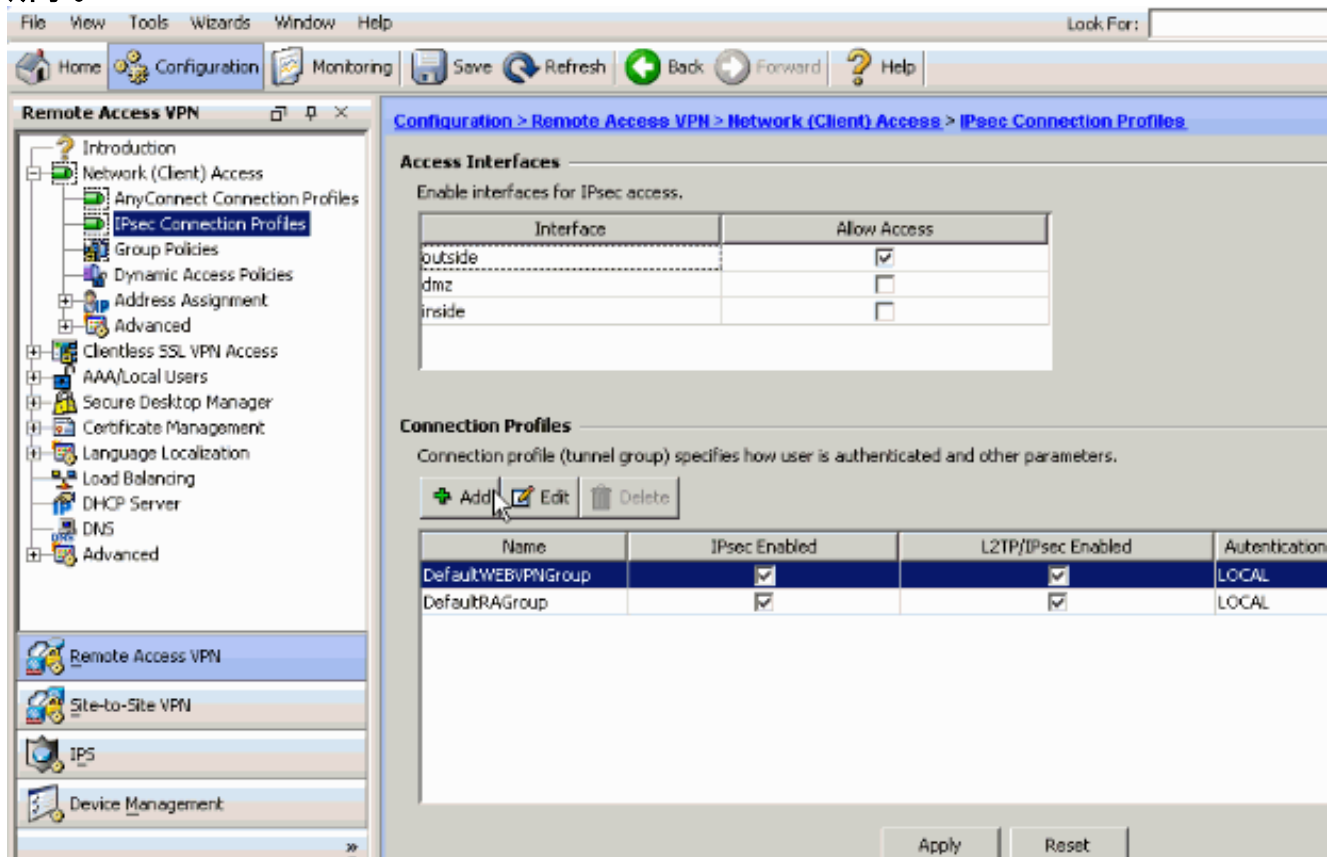 File View Tools Wizards Window Help Look For:
Home Configuration Monitoring Save Refresh Back Forward Help
Remote Access VPN
Introduction
Network (Client) Access
AnyConnect Connection Profiles
IPsec Connection Profiles
Group Policies
Dynamic Access Policies
Address Assignment
Advanced
Clientless SSL VPN Access
AAA/Local Users
Secure Desktop Manager
Certificate Management
Language Localization
Load Balancing
DHCP Server
DNS
Advanced
Remote Access VPN
Site-to-Site VPN
IPS
Device Management
Configuration > Remote Access VPN > Network (Client) Access > IPsec Connection Profiles
Access Interfaces
Enable interfaces for IPsec access.
Interface Allow Access
outside
dmz
inside
Connection Profiles
Connection profile (tunnel group) specifies how user is authenticated and other parameters.
Add Edit Delete
Name IPsec Enabled L2TP/IPsec Enabled Autentication
DefaultWEBVPNGroup LOCAL
DefaultRAGroup LOCAL
Apply Reset